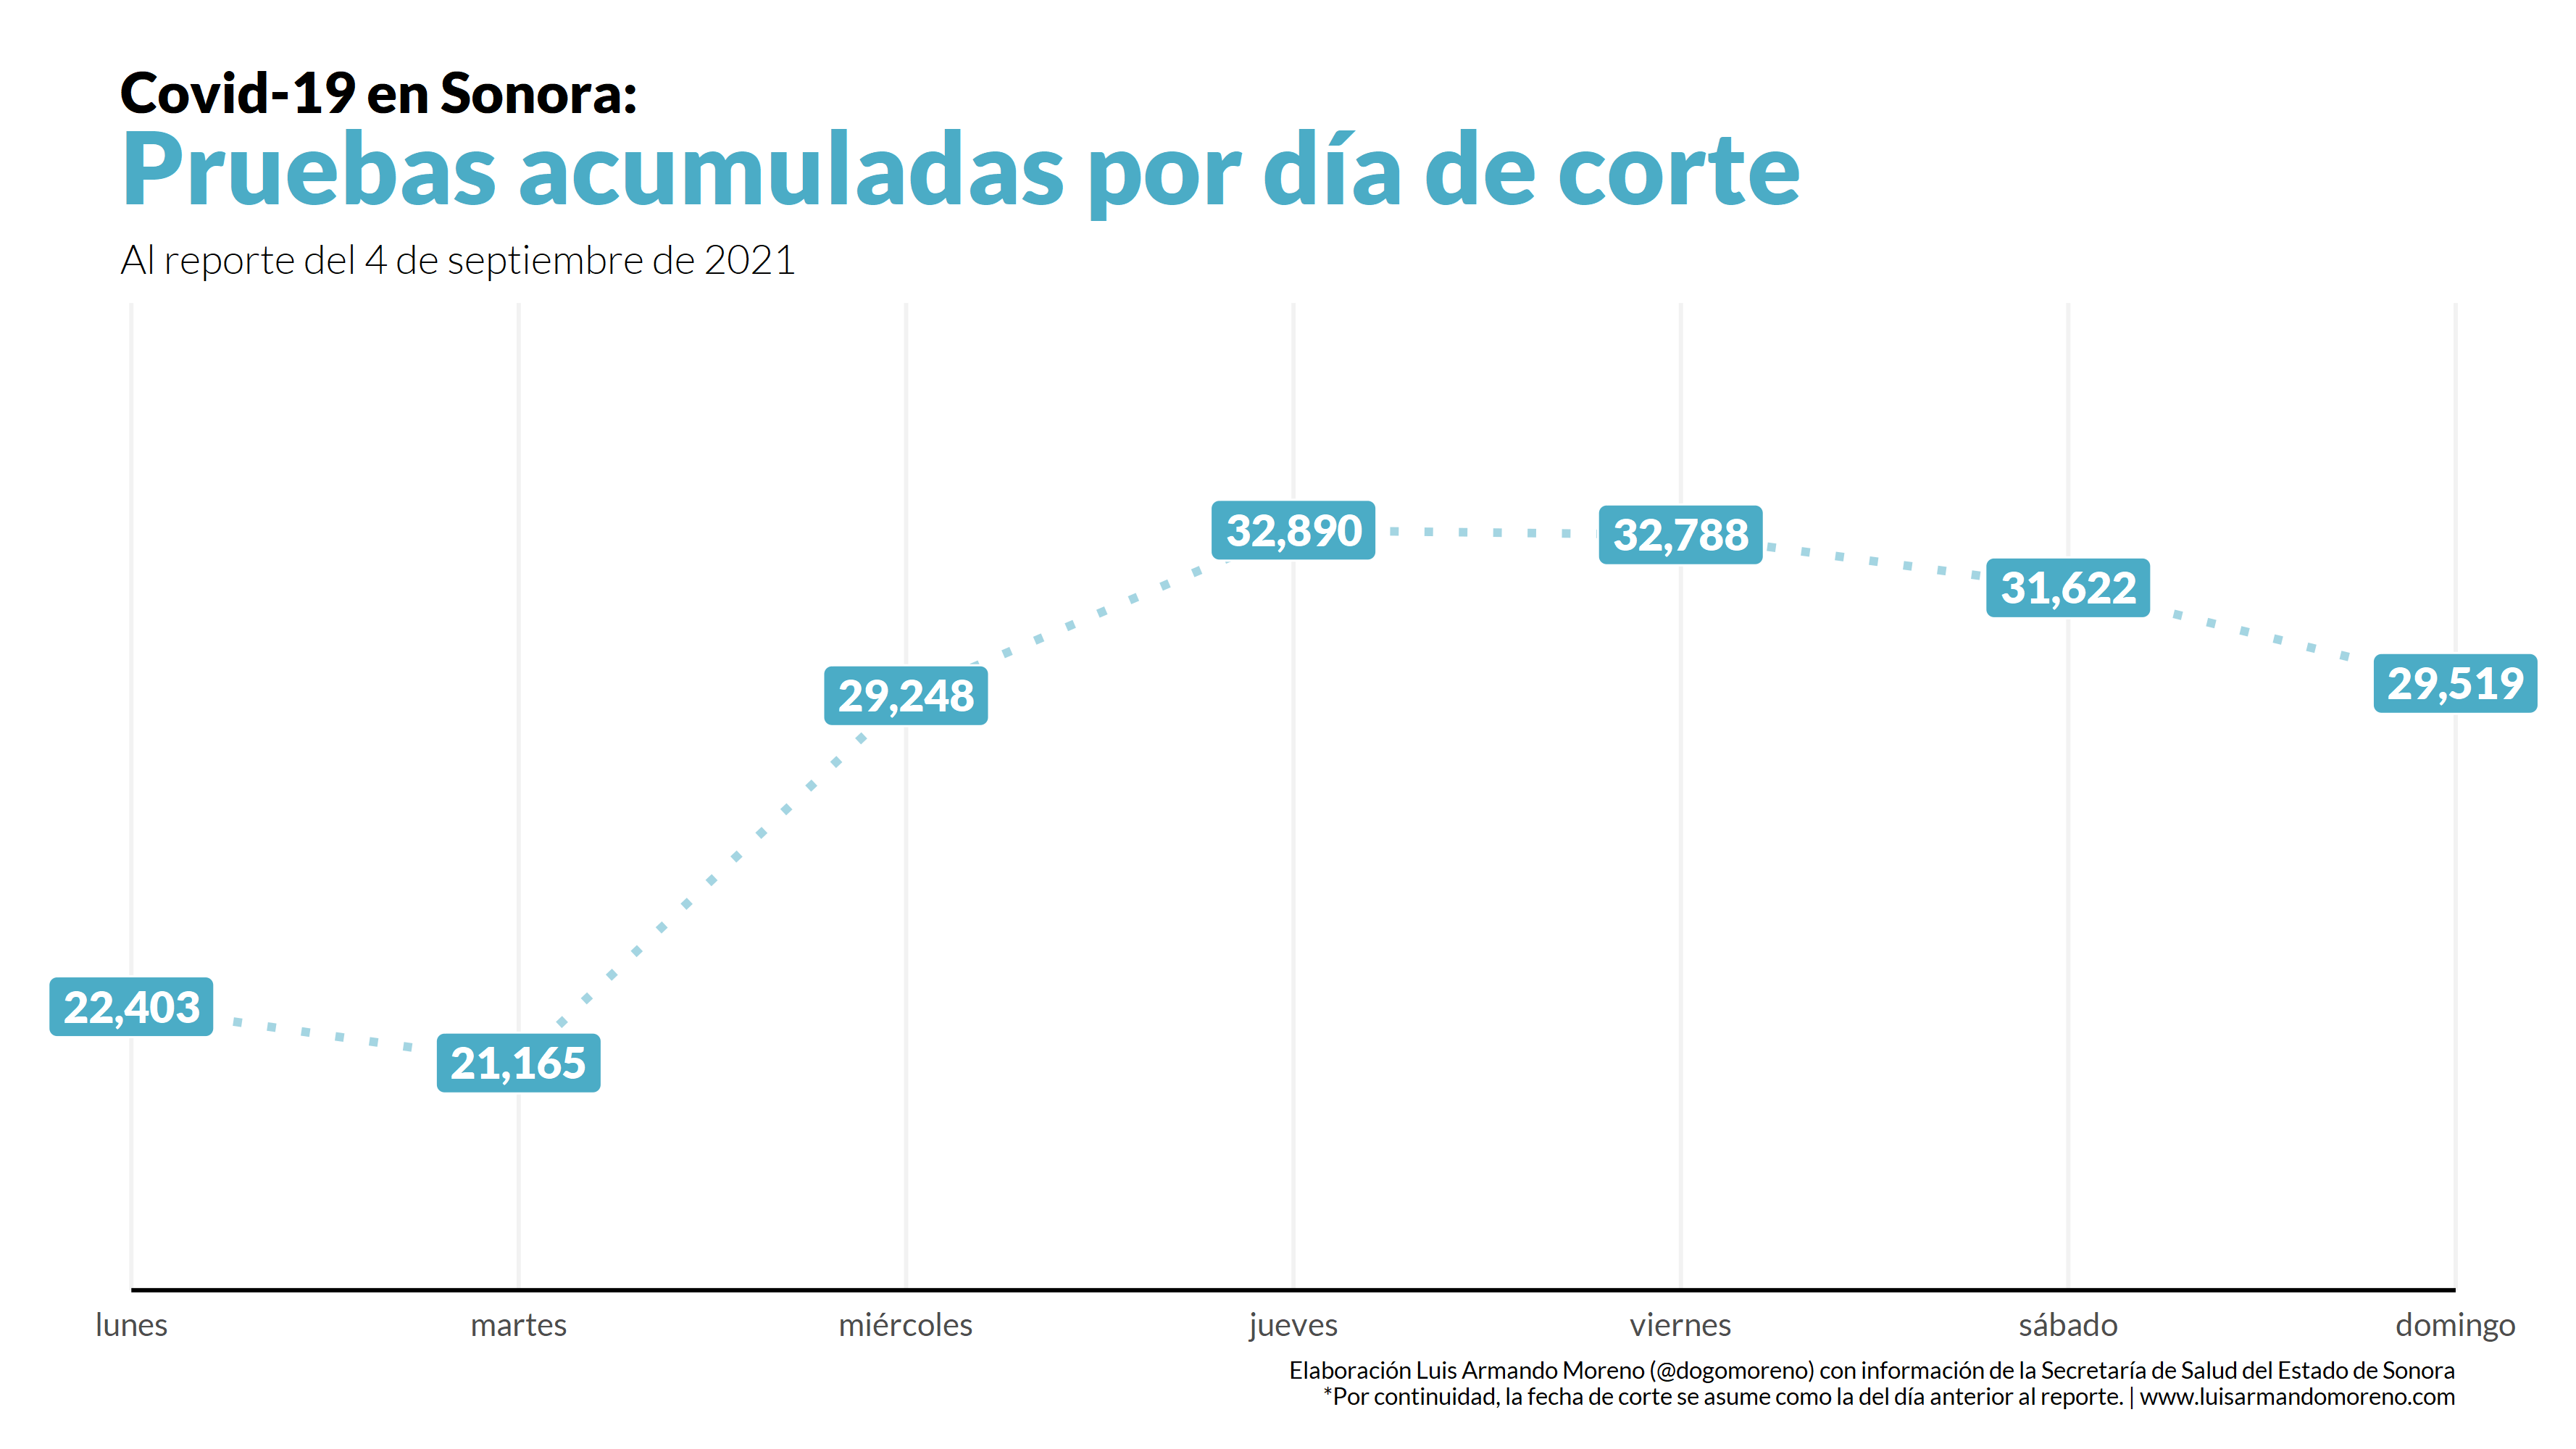 Covid-19 en Sonora:
Pruebas acumuladas por día de corte
Al reporte del 4 de septiembre de 2021
32,890
32,788
31,622
29,519
29,248
22,403
21,165
lunes martes miércoles jueves viernes sábado domingo
Elaboración Luis Armando Moreno (@dogomoreno) con información de la Secretaría de Salud del Estado de Sonora
*Por continuidad, la fecha de corte se asume como la del día anterior al reporte. | www.luisarmandomoreno.com